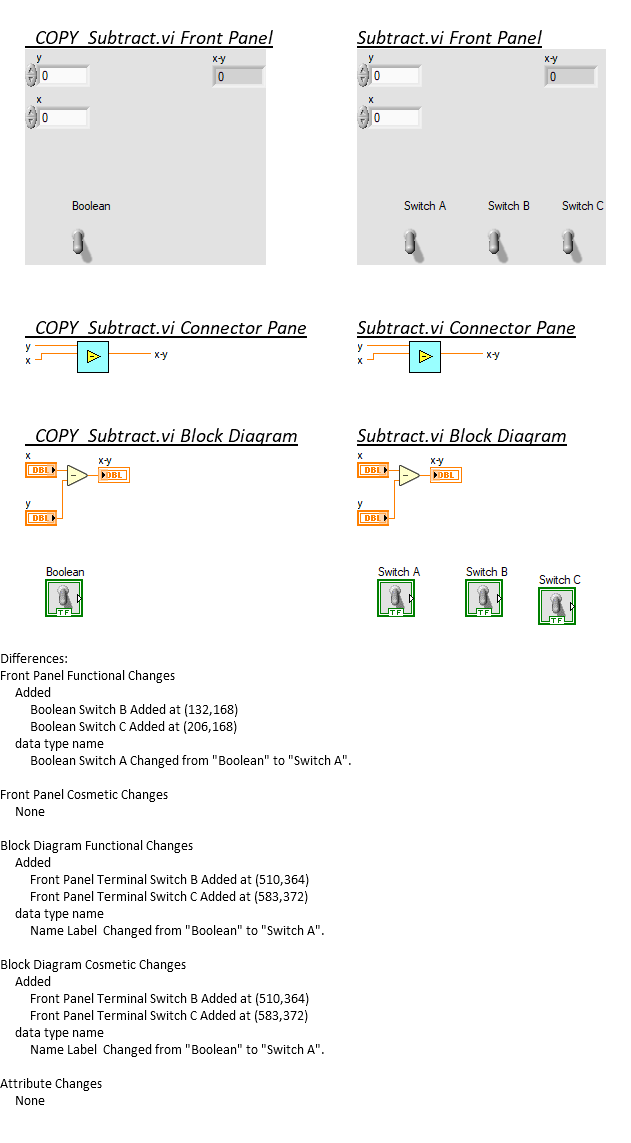 _COPY_Subtract.vi Front Panel
Subtract.vi Front Panel
y
x-y
0
0
x
0
Boolean
y
x-y
0
0
x
0
Switch A
Switch B
Switch C
_COPY_Subtract.vi Connector Pane
Subtract.vi Connector Pane
y
x
x-y
y
x
x-y
_COPY_Subtract.vi Block Diagram
Subtract.vi Block Diagram
x
x-y
DBL
DBL
y
DBL
x
x-y
DBL
DBL
y
DBL
Boolean
TF
Switch A
Switch B
Switch C
TF
TF
TF
Differences:
Front Panel Functional Changes
Added
Boolean Switch B Added at (132,168)
Boolean Switch C Added at (206,168)
data type name
Boolean Switch A Changed from "Boolean" to "Switch A".
Front Panel Cosmetic Changes
None
Block Diagram Functional Changes
Added
Front Panel Terminal Switch B Added at (510,364)
Front Panel Terminal Switch C Added at (583,372)
data type name
Name Label  Changed from "Boolean" to "Switch A".
Block Diagram Cosmetic Changes
Added
Front Panel Terminal Switch B Added at (510,364)
Front Panel Terminal Switch C Added at (583,372)
data type name
Name Label  Changed from "Boolean" to "Switch A".
Attribute Changes
None